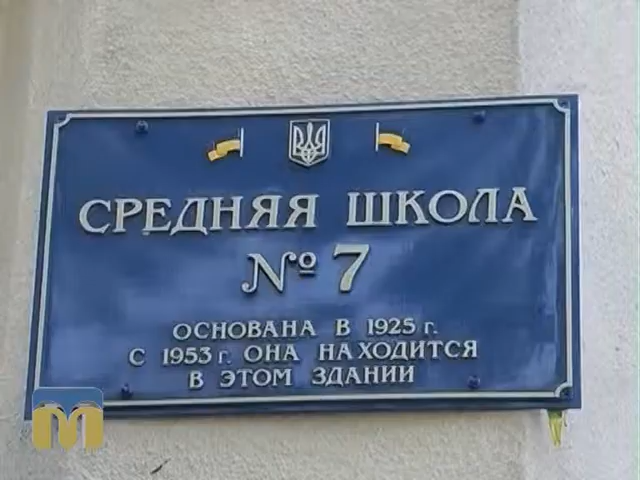 СРЕДНЯЯ ШКОЛА
№ 7
ОСНОВАНА В 1925 г.
С 1953 г. ОНА НАХОДИТСЯ
В ЭТОМ ЗДАНИИ
М